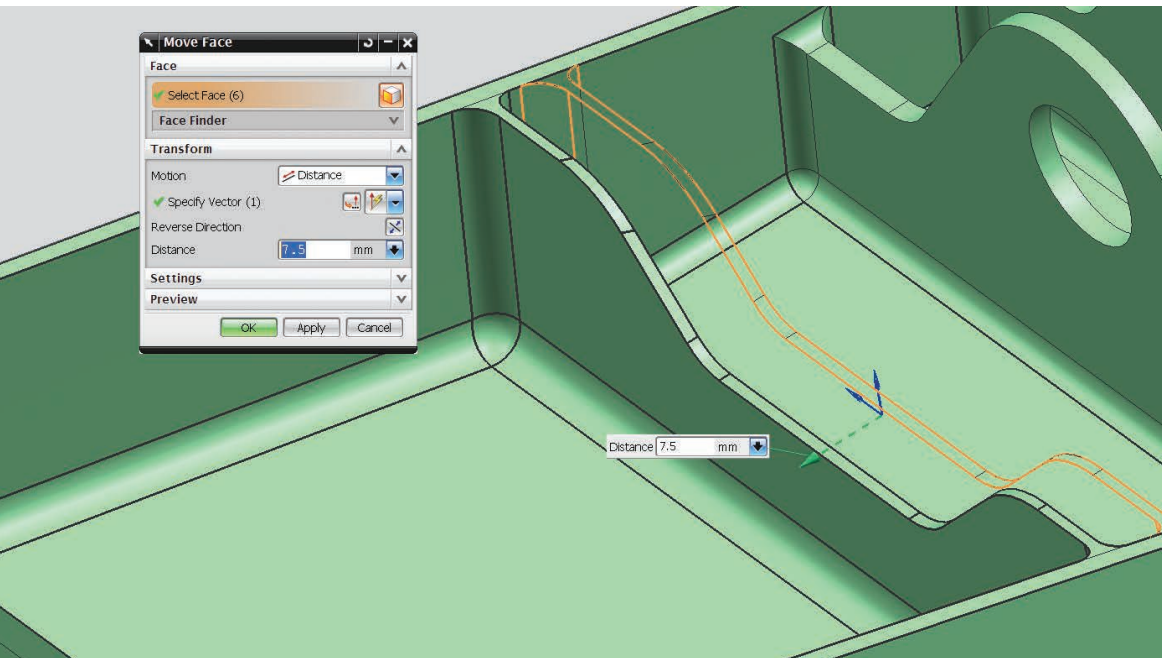 Move Face
Face
Select Face (6)
Face Finder
Transform
Motion Distance
Specify Vector (1)
Reverse Direction
Distance 7.5 mm
Settings
Preview
OK Apply Cancel
Distance 7.5 mm